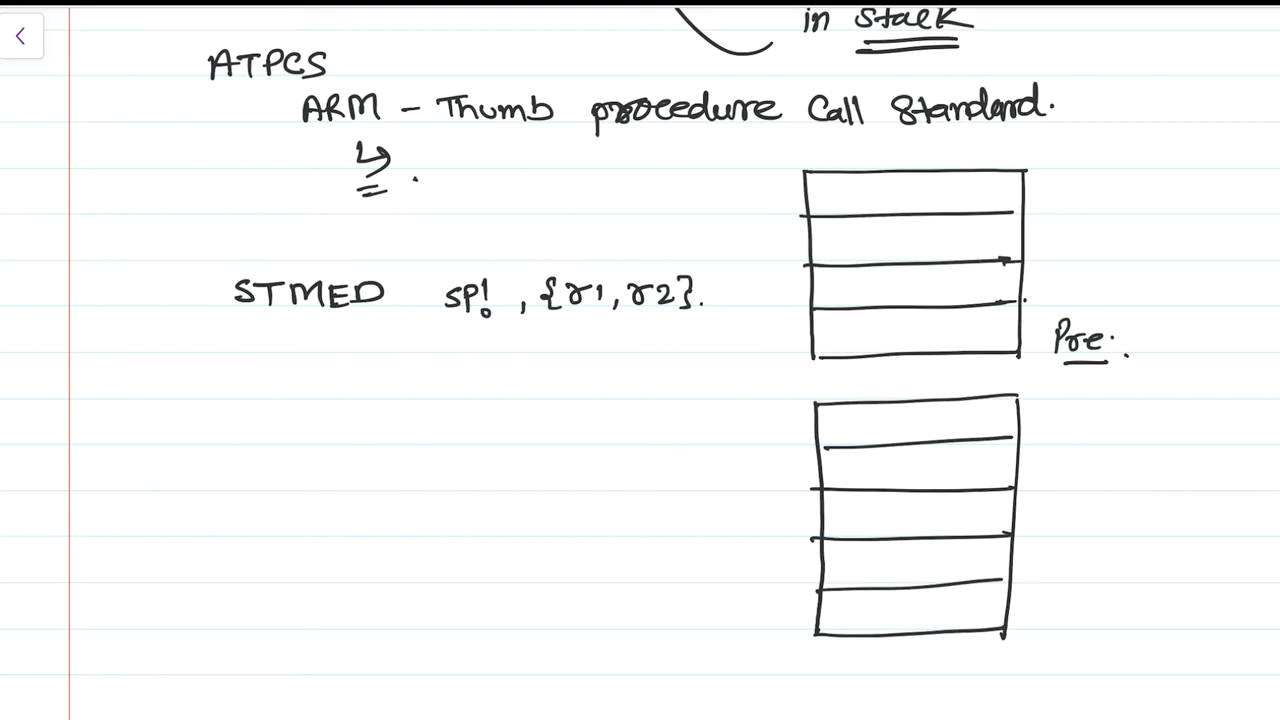 in Stack
ATPCS
ARM - Thumb procedure Call Standard.
STMED sp!, {r1, r2}.
Pre.